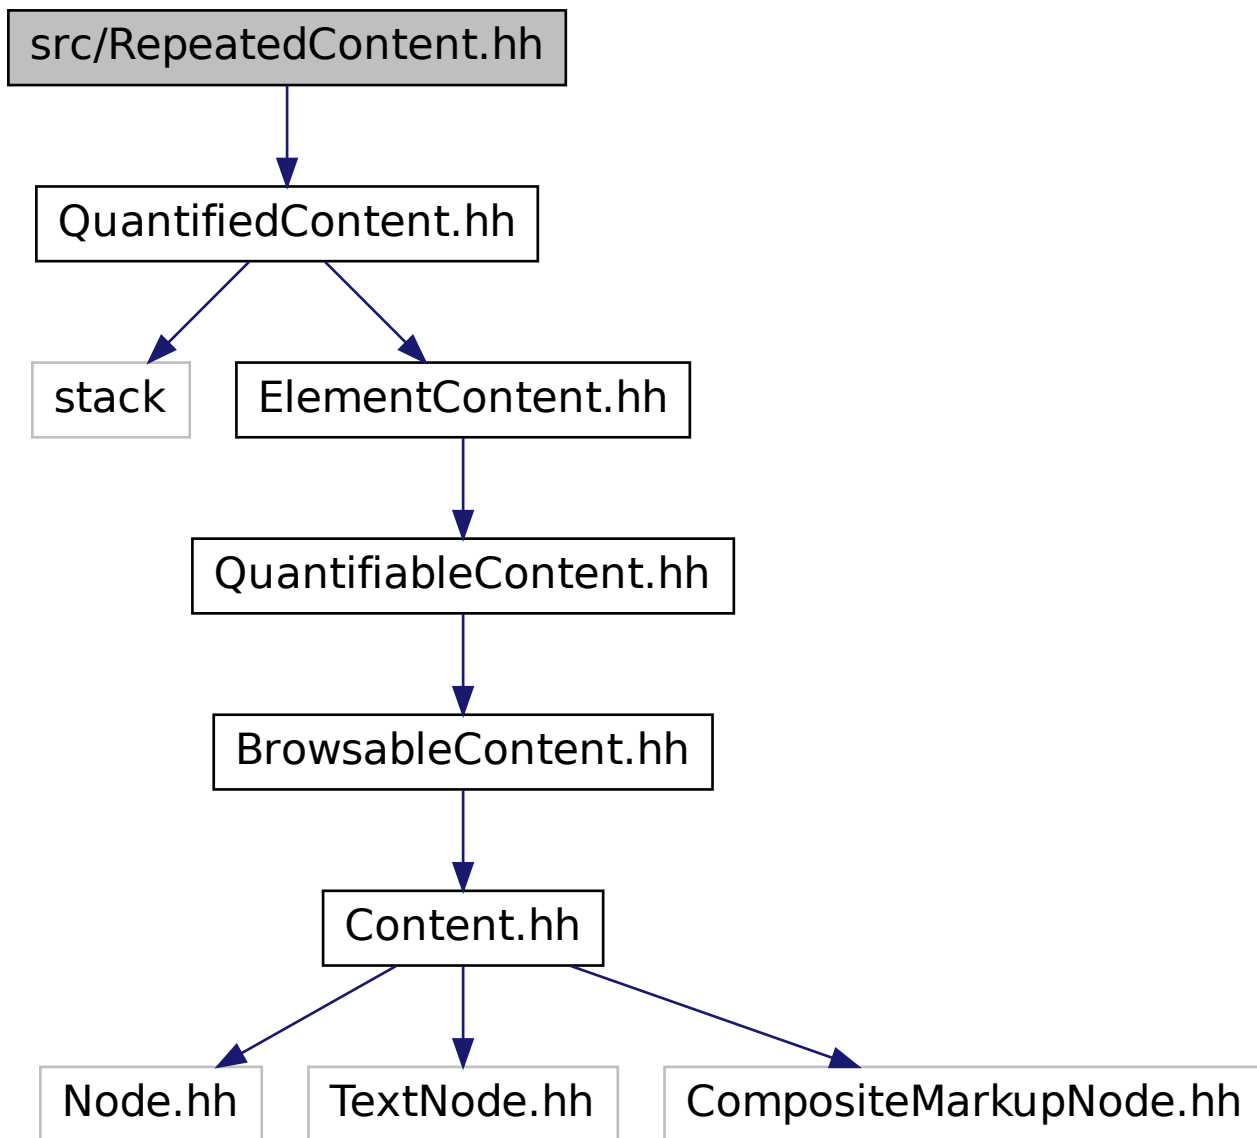 src/RepeatedContent.hh
QuantifiedContent.hh
stack
ElementContent.hh
QuantifiableContent.hh
BrowsableContent.hh
Content.hh
Node.hh
TextNode.hh
CompositeMarkupNode.hh